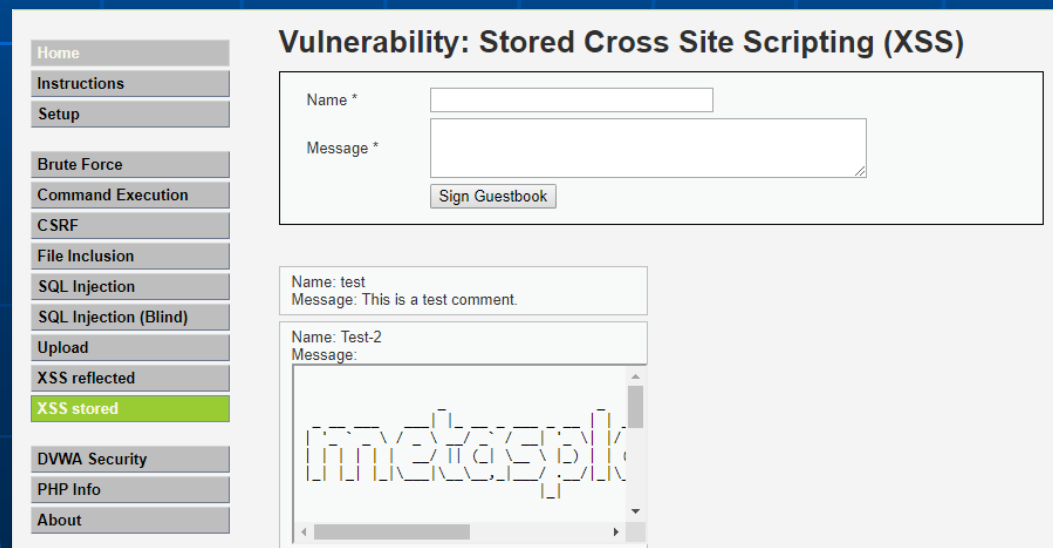 Vulnerability: Stored Cross Site Scripting (XSS)
Home
Instructions
Setup
Brute Force
Command Execution
CSRF
File Inclusion
SQL Injection
SQL Injection (Blind)
Upload
XSS reflected
XSS stored
DVWA Security
PHP Info
About
Name *
Message *
Sign Guestbook
Name: test
Message: This is a test comment.
Name: Test-2
Message:
metasplo